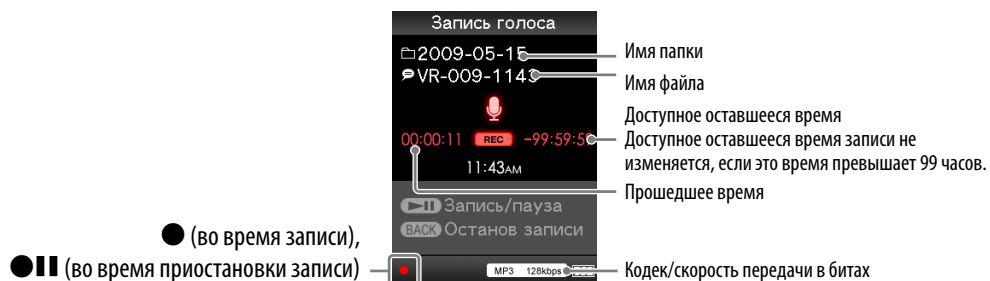 Запись голоса
2009-05-15
VR-009-1143
00:00:11 REC -99:59:59
11:43AM
Запись/пауза
BACK Останов записи
MP3 128kbps
Имя папки
Имя файла
Доступное оставшееся время
Доступное оставшееся время записи не
изменяется, если это время превышает 99 часов.
Прошедшее время
Кодек/скорость передачи в битах
● (во время записи),
●II (во время приостановки записи)